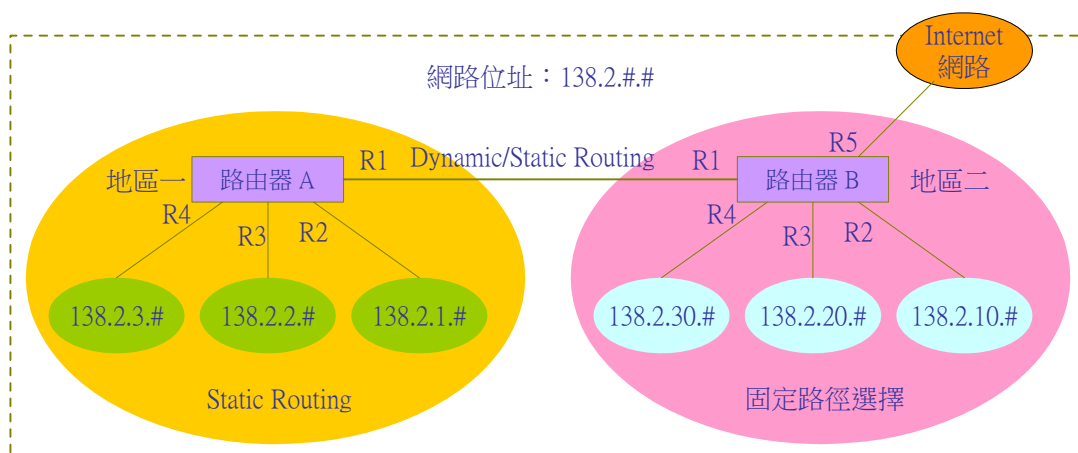 Internet
網路
網路位址：138.2.#.#
地區一
路由器 A
R1
Dynamic/Static Routing
R1
路由器 B
R5
地區二
R4
R3
R2
R4
R3
R2
138.2.3.#
138.2.2.#
138.2.1.#
138.2.30.#
138.2.20.#
138.2.10.#
Static Routing
固定路徑選擇